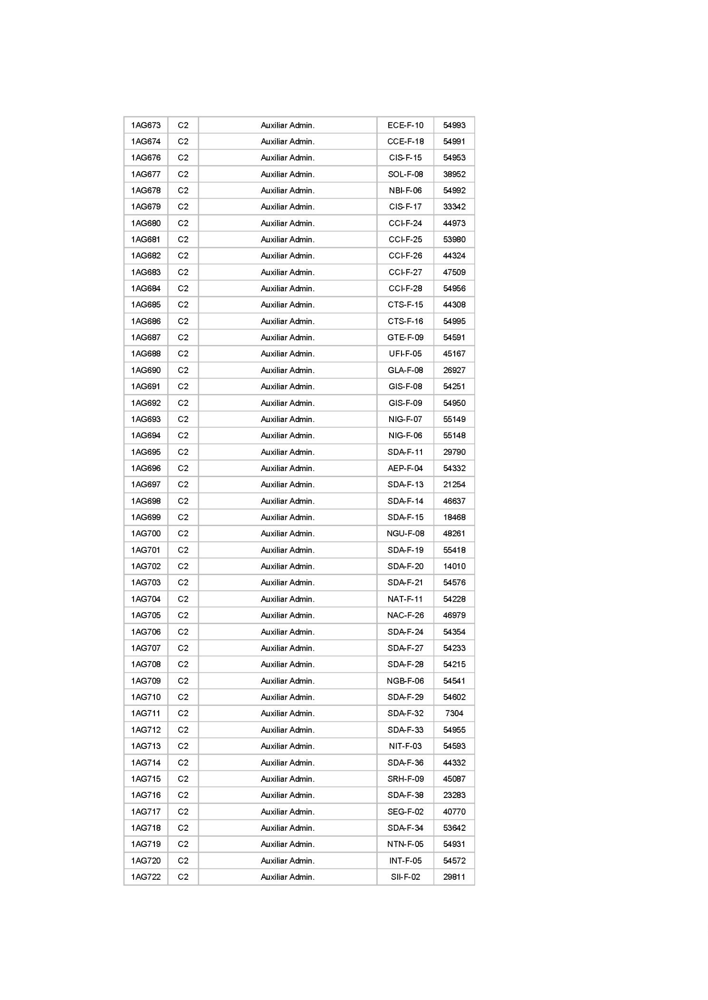 1AG673 C2 Auxiliar Admin. ECE-F-10 54993
1AG674 C2 Auxiliar Admin. CCE-F-18 54991
1AG676 C2 Auxiliar Admin. CIS-F-15 54953
1AG677 C2 Auxiliar Admin. SOL-F-08 38952
1AG678 C2 Auxiliar Admin. NBI-F-06 54992
1AG679 C2 Auxiliar Admin. CIS-F-17 33342
1AG680 C2 Auxiliar Admin. CCI-F-24 44973
1AG681 C2 Auxiliar Admin. CCI-F-25 53980
1AG682 C2 Auxiliar Admin. CCI-F-26 44324
1AG683 C2 Auxiliar Admin. CCI-F-27 47509
1AG684 C2 Auxiliar Admin. CCI-F-28 54956
1AG685 C2 Auxiliar Admin. CTS-F-15 44308
1AG686 C2 Auxiliar Admin. CTS-F-16 54995
1AG687 C2 Auxiliar Admin. GTE-F-09 54591
1AG688 C2 Auxiliar Admin. UFI-F-05 45167
1AG690 C2 Auxiliar Admin. GLA-F-08 26927
1AG691 C2 Auxiliar Admin. GIS-F-08 54251
1AG692 C2 Auxiliar Admin. GIS-F-09 54950
1AG693 C2 Auxiliar Admin. NIG-F-07 55149
1AG694 C2 Auxiliar Admin. NIG-F-06 55148
1AG695 C2 Auxiliar Admin. SDA-F-11 29790
1AG696 C2 Auxiliar Admin. AEP-F-04 54332
1AG697 C2 Auxiliar Admin. SDA-F-13 21254
1AG698 C2 Auxiliar Admin. SDA-F-14 46637
1AG699 C2 Auxiliar Admin. SDA-F-15 18468
1AG700 C2 Auxiliar Admin. NGU-F-08 48261
1AG701 C2 Auxiliar Admin. SDA-F-19 55418
1AG702 C2 Auxiliar Admin. SDA-F-20 14010
1AG703 C2 Auxiliar Admin. SDA-F-21 54576
1AG704 C2 Auxiliar Admin. NAT-F-11 54228
1AG705 C2 Auxiliar Admin. NAC-F-26 46979
1AG706 C2 Auxiliar Admin. SDA-F-24 54354
1AG707 C2 Auxiliar Admin. SDA-F-27 54233
1AG708 C2 Auxiliar Admin. SDA-F-28 54215
1AG709 C2 Auxiliar Admin. NGB-F-06 54541
1AG710 C2 Auxiliar Admin. SDA-F-29 54602
1AG711 C2 Auxiliar Admin. SDA-F-32 7304
1AG712 C2 Auxiliar Admin. SDA-F-33 54955
1AG713 C2 Auxiliar Admin. NIT-F-03 54593
1AG714 C2 Auxiliar Admin. SDA-F-36 44332
1AG715 C2 Auxiliar Admin. SRH-F-09 45087
1AG716 C2 Auxiliar Admin. SDA-F-38 23283
1AG717 C2 Auxiliar Admin. SEG-F-02 40770
1AG718 C2 Auxiliar Admin. SDA-F-34 53642
1AG719 C2 Auxiliar Admin. NTN-F-05 54931
1AG720 C2 Auxiliar Admin. INT-F-05 54572
1AG722 C2 Auxiliar Admin. SII-F-02 29811